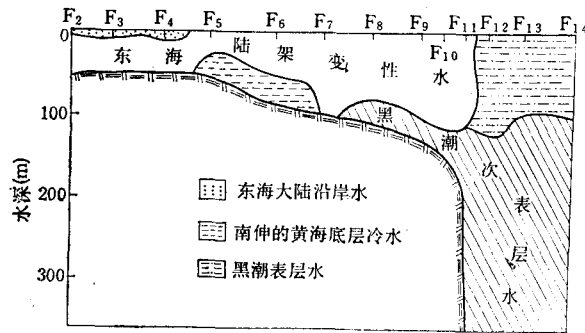 F₂ F₃ F₄ F₅ F₆ F₇ F₈ F₉ F₁₀ F₁₁ F₁₂ F₁₃ F₁₄
0
东海陆架变性水
100
黑潮次表层水
200
300
水深(m)
东海大陆沿岸水
南伸的黄海底层冷水
黑潮表层水